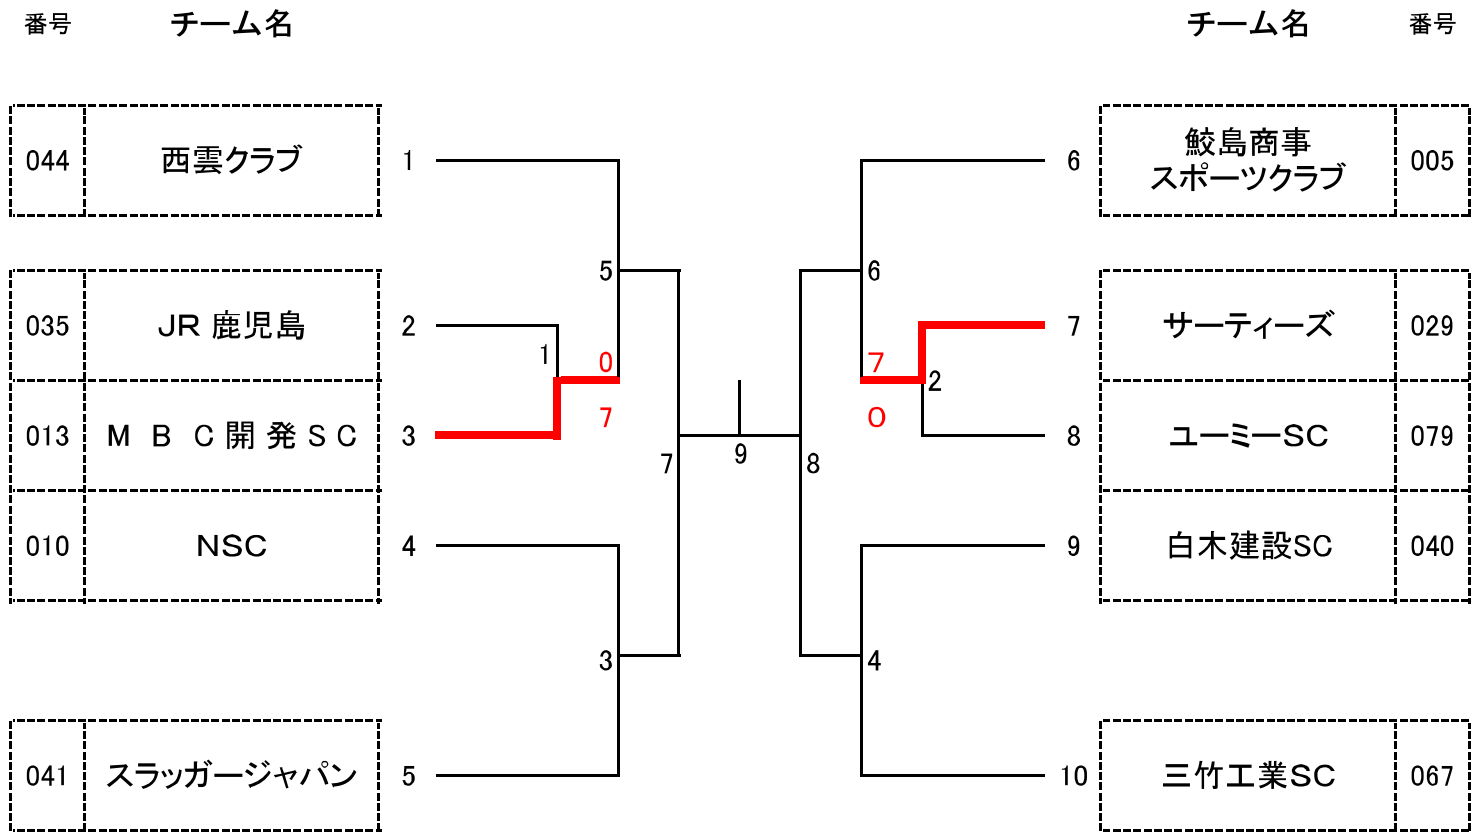 番号 チーム名 チーム名 番号
044 西雲クラブ 1 6 鮫島商事
スポーツクラブ 005
5 6
035 JR 鹿児島 2 7 サーティーズ 029
1 0 7 2
7 0
013 M B C 開 発 S C 3 8 ユーミーSC 079
7 9 8
010 NSC 4 9 白木建設SC 040
3 4
041 スラッガージャパン 5 10 三竹工業SC 067